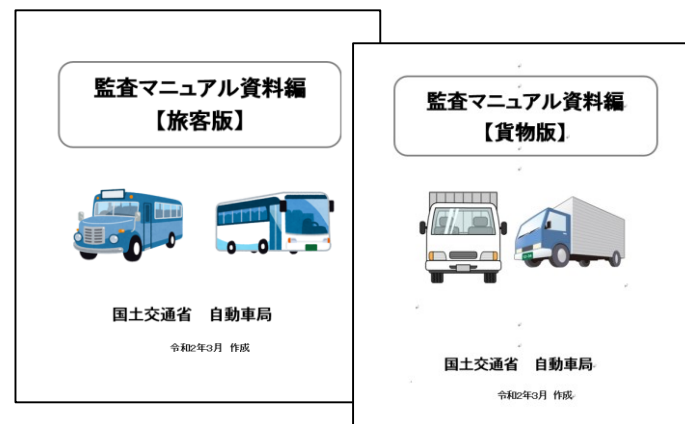 監査マニュアル資料編
【旅客版】
国土交通省 自動車局
令和2年3月 作成
監査マニュアル資料編
【貨物版】
国土交通省 自動車局
令和2年3月 作成